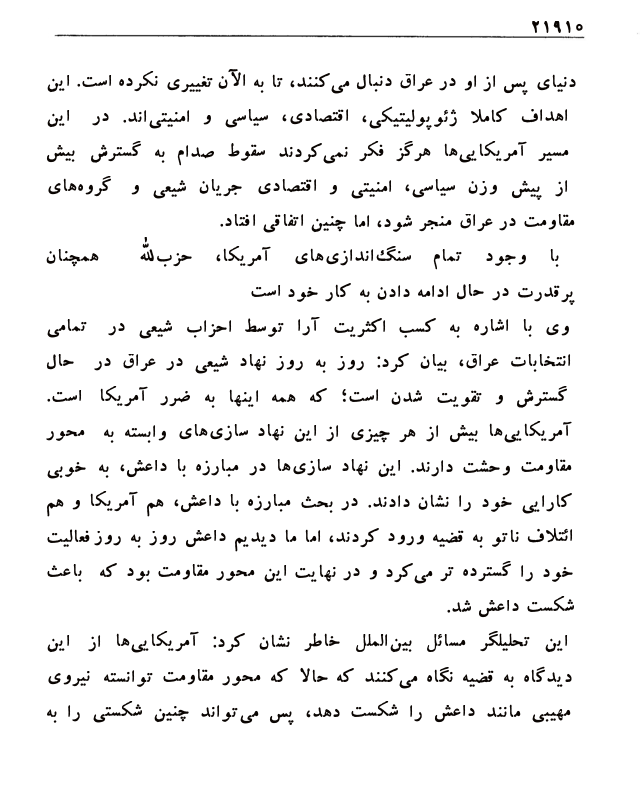 ۲۱۹۱۰
دنیای پس از او در عراق دنبال می‌کنند، تا به الآن تغییری نکرده است. این
اهداف کاملا ژئوپولیتیکی، اقتصادی، سیاسی و امنیتی‌اند. در این
مسیر آمریکایی‌ها هرگز فکر نمی‌کردند سقوط صدام به گسترش بیش
از پیش وزن سیاسی، امنیتی و اقتصادی جریان شیعی و گروه‌های
مقاومت در عراق منجر شود، اما چنین اتفاقی افتاد.
با وجود تمام سنگ‌اندازی‌های آمریکا، حزب‌الله همچنان
پرقدرت در حال ادامه دادن به کار خود است
وی با اشاره به کسب اکثریت آرا توسط احزاب شیعی در تمامی
انتخابات عراق، بیان کرد: روز به روز نهاد شیعی در عراق در حال
گسترش و تقویت شدن است؛ که همه اینها به ضرر آمریکا است.
آمریکایی‌ها بیش از هر چیزی از این نهاد سازی‌های وابسته به محور
مقاومت وحشت دارند. این نهاد سازی‌ها در مبارزه با داعش، به خوبی
کارایی خود را نشان دادند. در بحث مبارزه با داعش، هم آمریکا و هم
ائتلاف ناتو به قضیه ورود کردند، اما ما دیدیم داعش روز به روز فعالیت
خود را گسترده تر می‌کرد و در نهایت این محور مقاومت بود که باعث
شکست داعش شد.
این تحلیلگر مسائل بین‌الملل خاطر نشان کرد: آمریکایی‌ها از این
دیدگاه به قضیه نگاه می‌کنند که حالا که محور مقاومت توانسته نیروی
مهیبی مانند داعش را شکست دهد، پس می‌تواند چنین شکستی را به